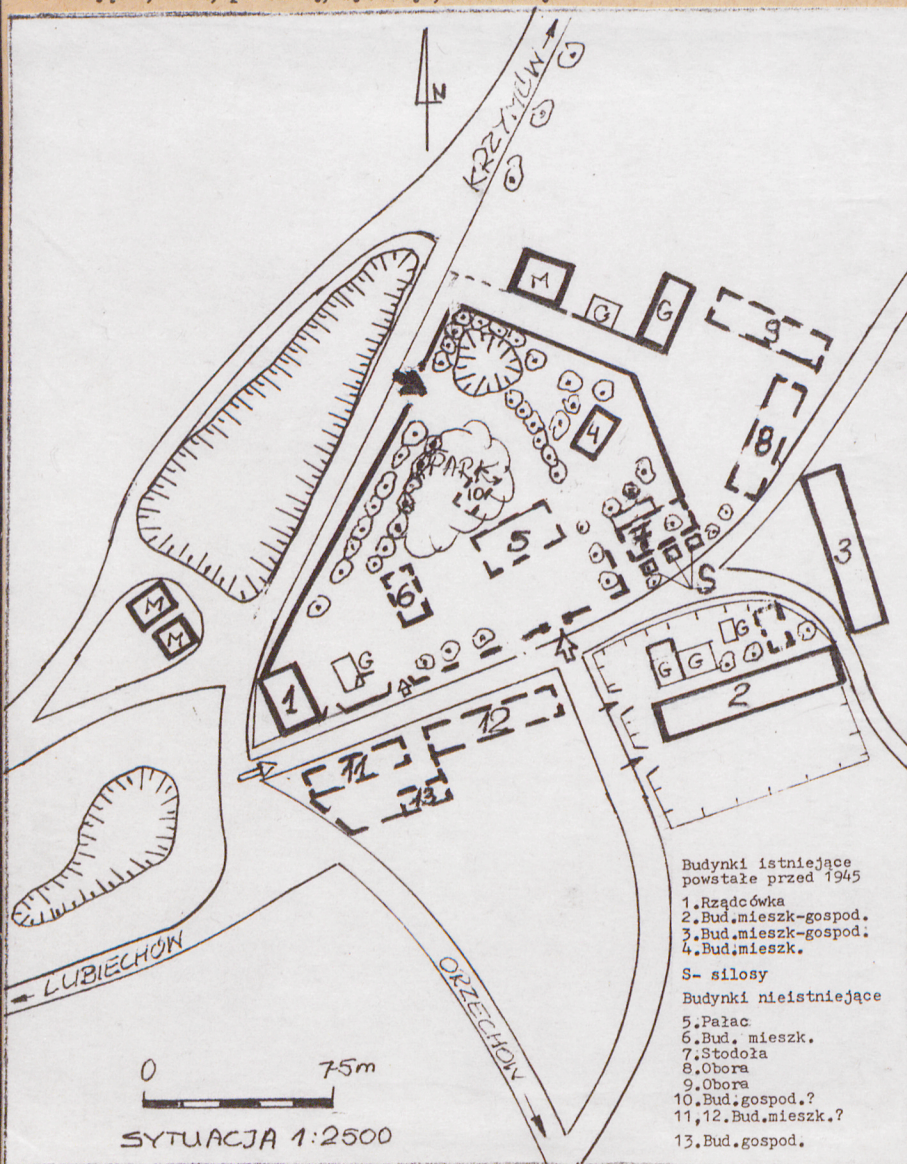 N
KRZYMÓW
M
G
G
9
8
4
PARK
10
5
7
3
S
6
M
M
G
1
G
G
G
2
12
11
13
LUBIECHÓW
ORZECHÓW
0 75m
SYTUACJA 1:2500
Budynki istniejące
powstałe przed 1945
1.Rządcówka
2.Bud.mieszk-gospod.
3.Bud.mieszk-gospod.
4.Bud.mieszk.
S- silosy
Budynki nieistniejące
5.Pałac
6.Bud. mieszk.
7.Stodoła
8.Obora
9.Obora
10.Bud.gospod.?
11,12.Bud.mieszk.?
13.Bud.gospod.